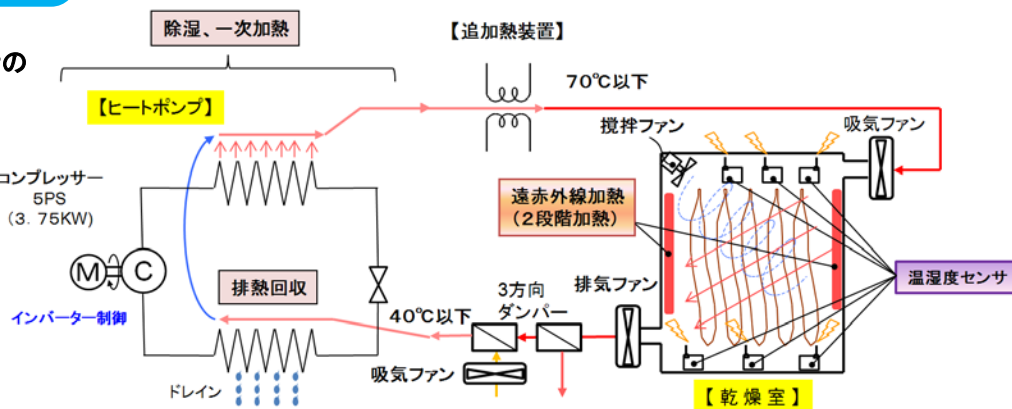 の
除湿、一次加熱
【追加熱装置】
【ヒートポンプ】
70℃以下
撹拌ファン
吸気ファン
コンプレッサー
5PS
(3.75KW)
遠赤外線加熱
(2段階加熱)
温湿度センサ
M
C
排熱回収
3方向
ダンパー
排気ファン
インバーター制御
40℃以下
吸気ファン
ドレイン
【乾燥室】